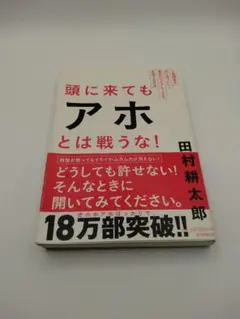 頭に来ても
アホ
とは戦うな!
田村耕太郎
どうしても許せない!
そんなときに
開いてみてください。
18万部突破!!